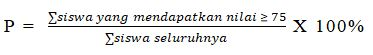 P = ∑siswa yang mendapatkan nilai ≥ 75 / ∑siswa seluruhnya X 100%